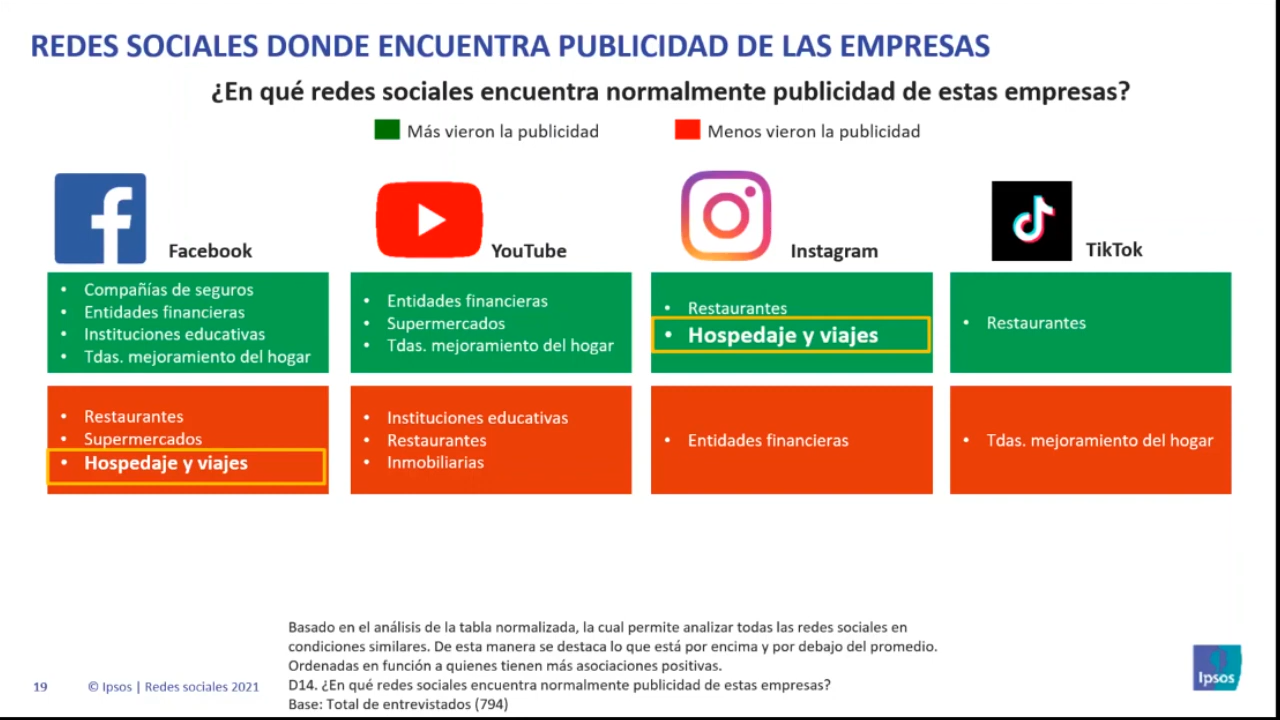 REDES SOCIALES DONDE ENCUENTRA PUBLICIDAD DE LAS EMPRESAS
¿En qué redes sociales encuentra normalmente publicidad de estas empresas?
Más vieron la publicidad
Menos vieron la publicidad
Facebook
• Compañías de seguros
• Entidades financieras
• Instituciones educativas
• Tdas. mejoramiento del hogar
• Restaurantes
• Supermercados
• Hospedaje y viajes
YouTube
• Entidades financieras
• Supermercados
• Tdas. mejoramiento del hogar
• Instituciones educativas
• Restaurantes
• Inmobiliarias
Instagram
• Restaurantes
• Hospedaje y viajes
• Entidades financieras
TikTok
• Restaurantes
• Tdas. mejoramiento del hogar
Basado en el análisis de la tabla normalizada, la cual permite analizar todas las redes sociales en
condiciones similares. De esta manera se destaca lo que está por encima y por debajo del promedio.
Ordenadas en función a quienes tienen más asociaciones positivas.
D14. ¿En qué redes sociales encuentra normalmente publicidad de estas empresas?
Base: Total de entrevistados (794)
19
© Ipsos | Redes sociales 2021
Ipsos